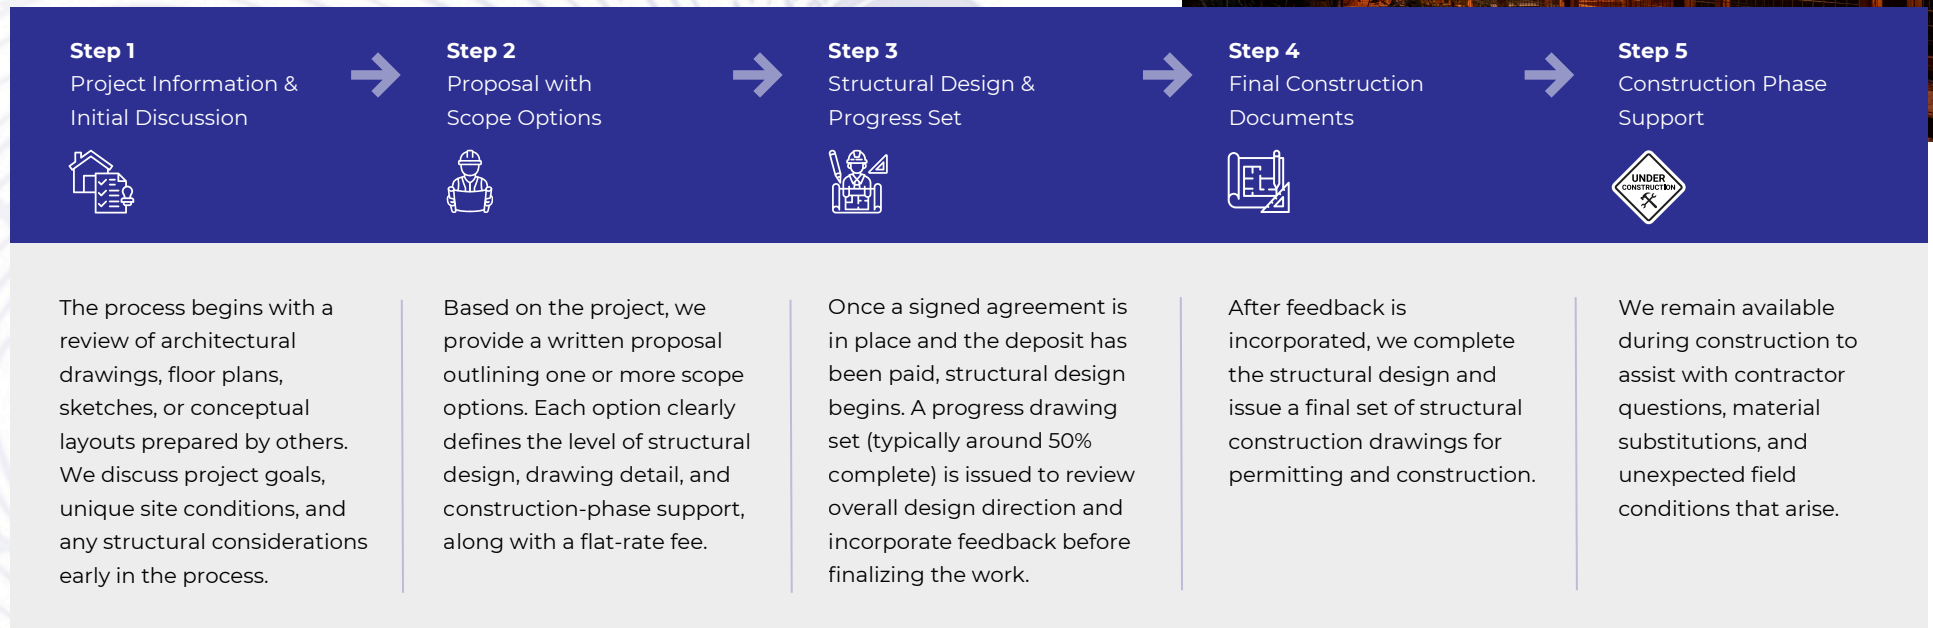 Step 1
Project Information &
Initial Discussion
Step 2
Proposal with
Scope Options
Step 3
Structural Design &
Progress Set
Step 4
Final Construction
Documents
Step 5
Construction Phase
Support
UNDER
CONSTRUCTION
The process begins with a
review of architectural
drawings, floor plans,
sketches, or conceptual
layouts prepared by others.
We discuss project goals,
unique site conditions, and
any structural considerations
early in the process.
Based on the project, we
provide a written proposal
outlining one or more scope
options. Each option clearly
defines the level of structural
design, drawing detail, and
construction-phase support,
along with a flat-rate fee.
Once a signed agreement is
in place and the deposit has
been paid, structural design
begins. A progress drawing
set (typically around 50%
complete) is issued to review
overall design direction and
incorporate feedback before
finalizing the work.
After feedback is
incorporated, we complete
the structural design and
issue a final set of structural
construction drawings for
permitting and construction.
We remain available
during construction to
assist with contractor
questions, material
substitutions, and
unexpected field
conditions that arise.